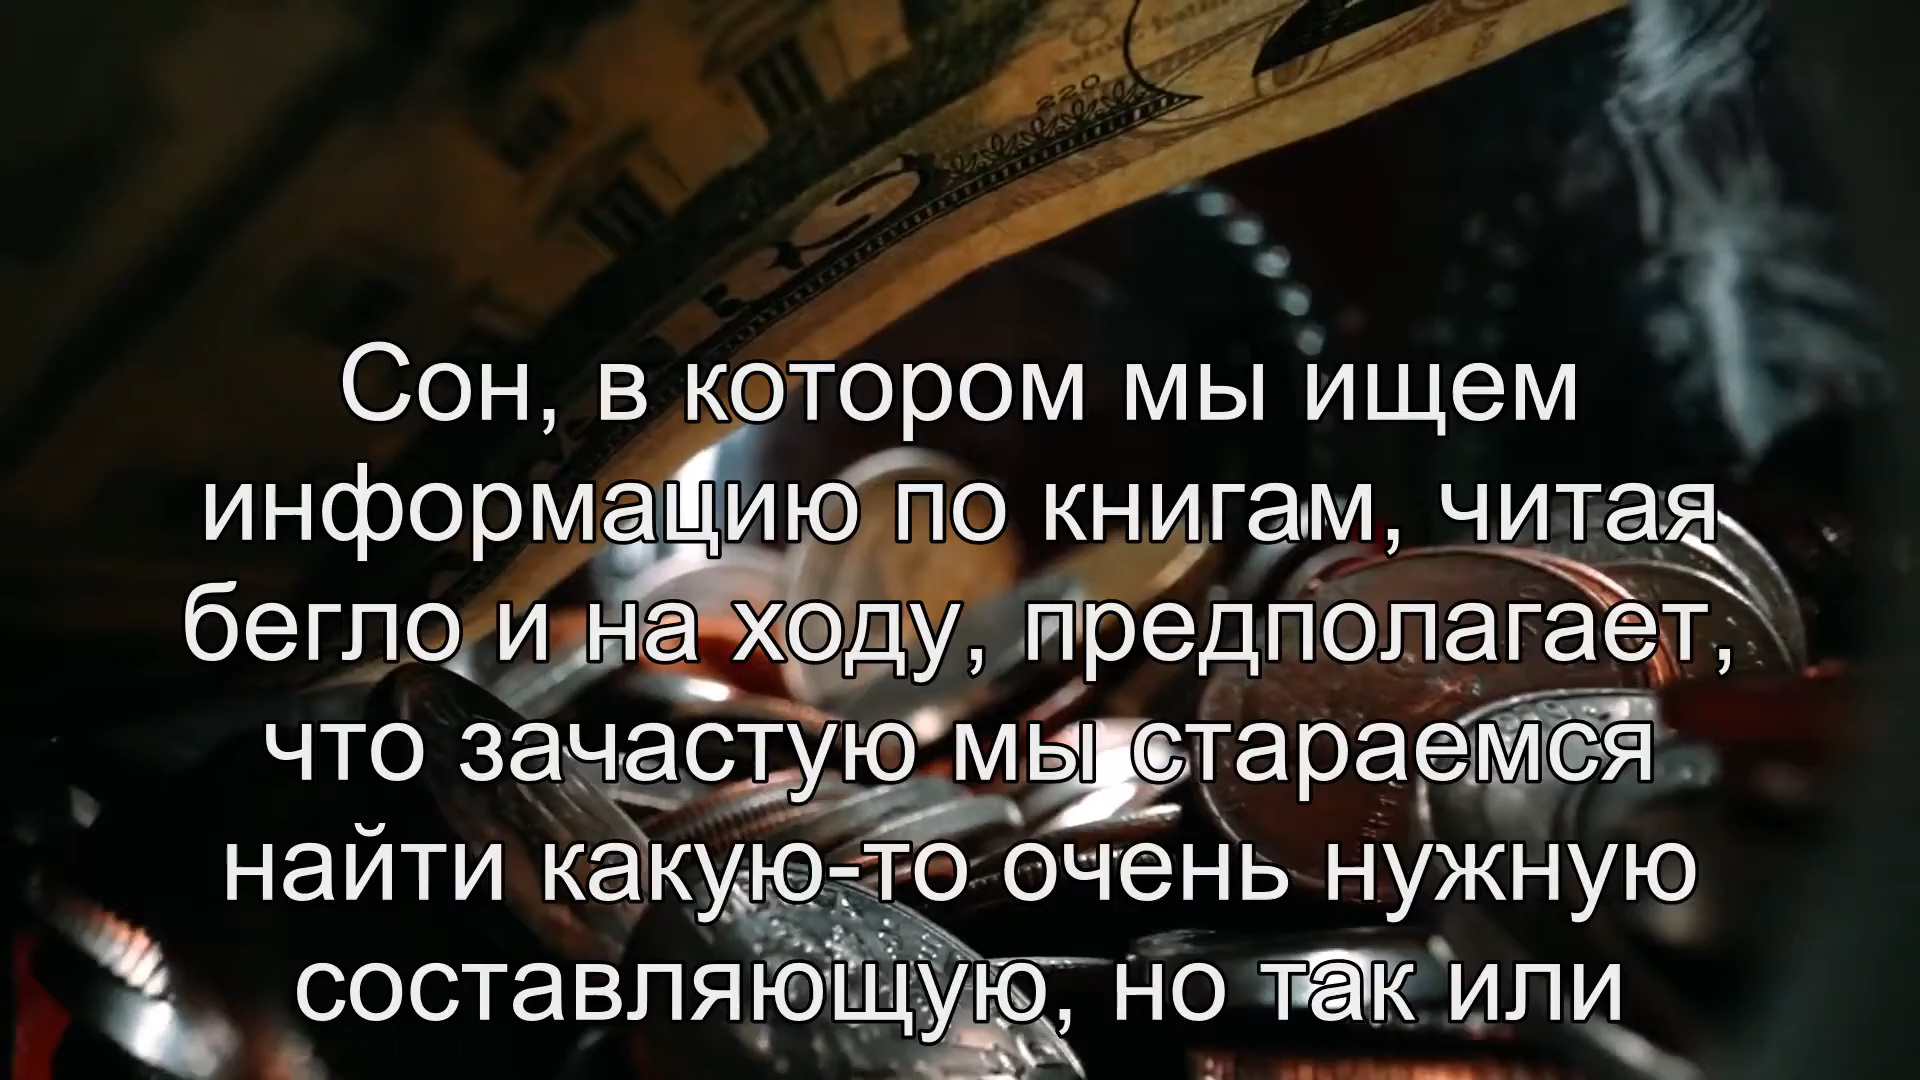 Сон, в котором мы ищем
информацию по книгам, читая
бегло и на ходу, предполагает,
что зачастую мы стараемся
найти какую-то очень нужную
составляющую, но так или